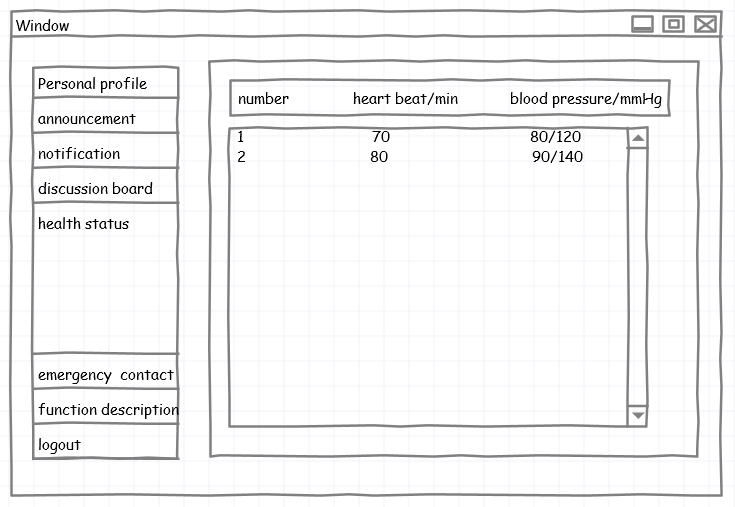 Window
Personal profile
announcement
notification
discussion board
health status
emergency contact
function description
logout
number heart beat/min blood pressure/mmHg
1 70 80/120
2 80 90/140